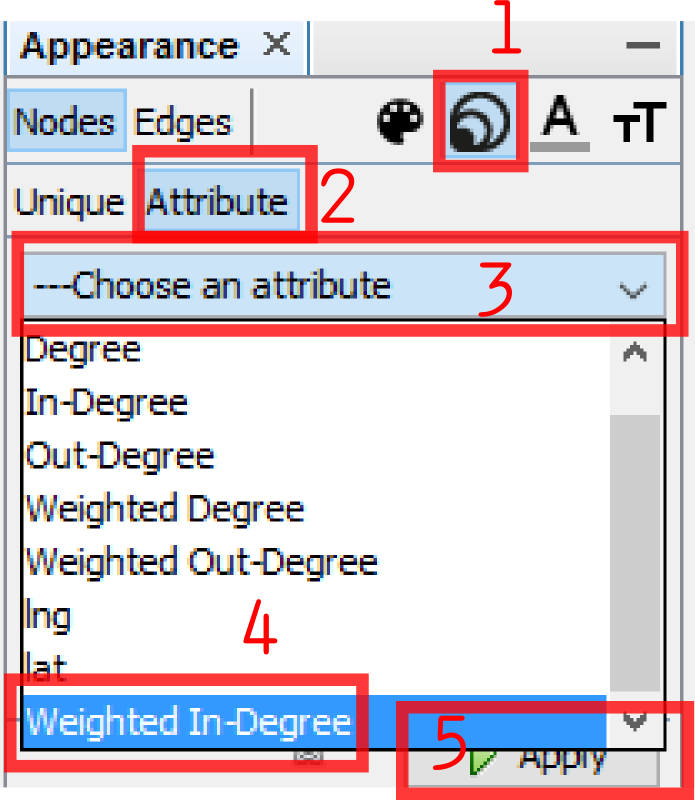 1
Appearance
Nodes Edges A TT
Unique Attribute 2
---Choose an attribute 3
Degree
In-Degree
Out-Degree
Weighted Degree
Weighted Out-Degree
lng
4
lat
Weighted In-Degree
5 Apply